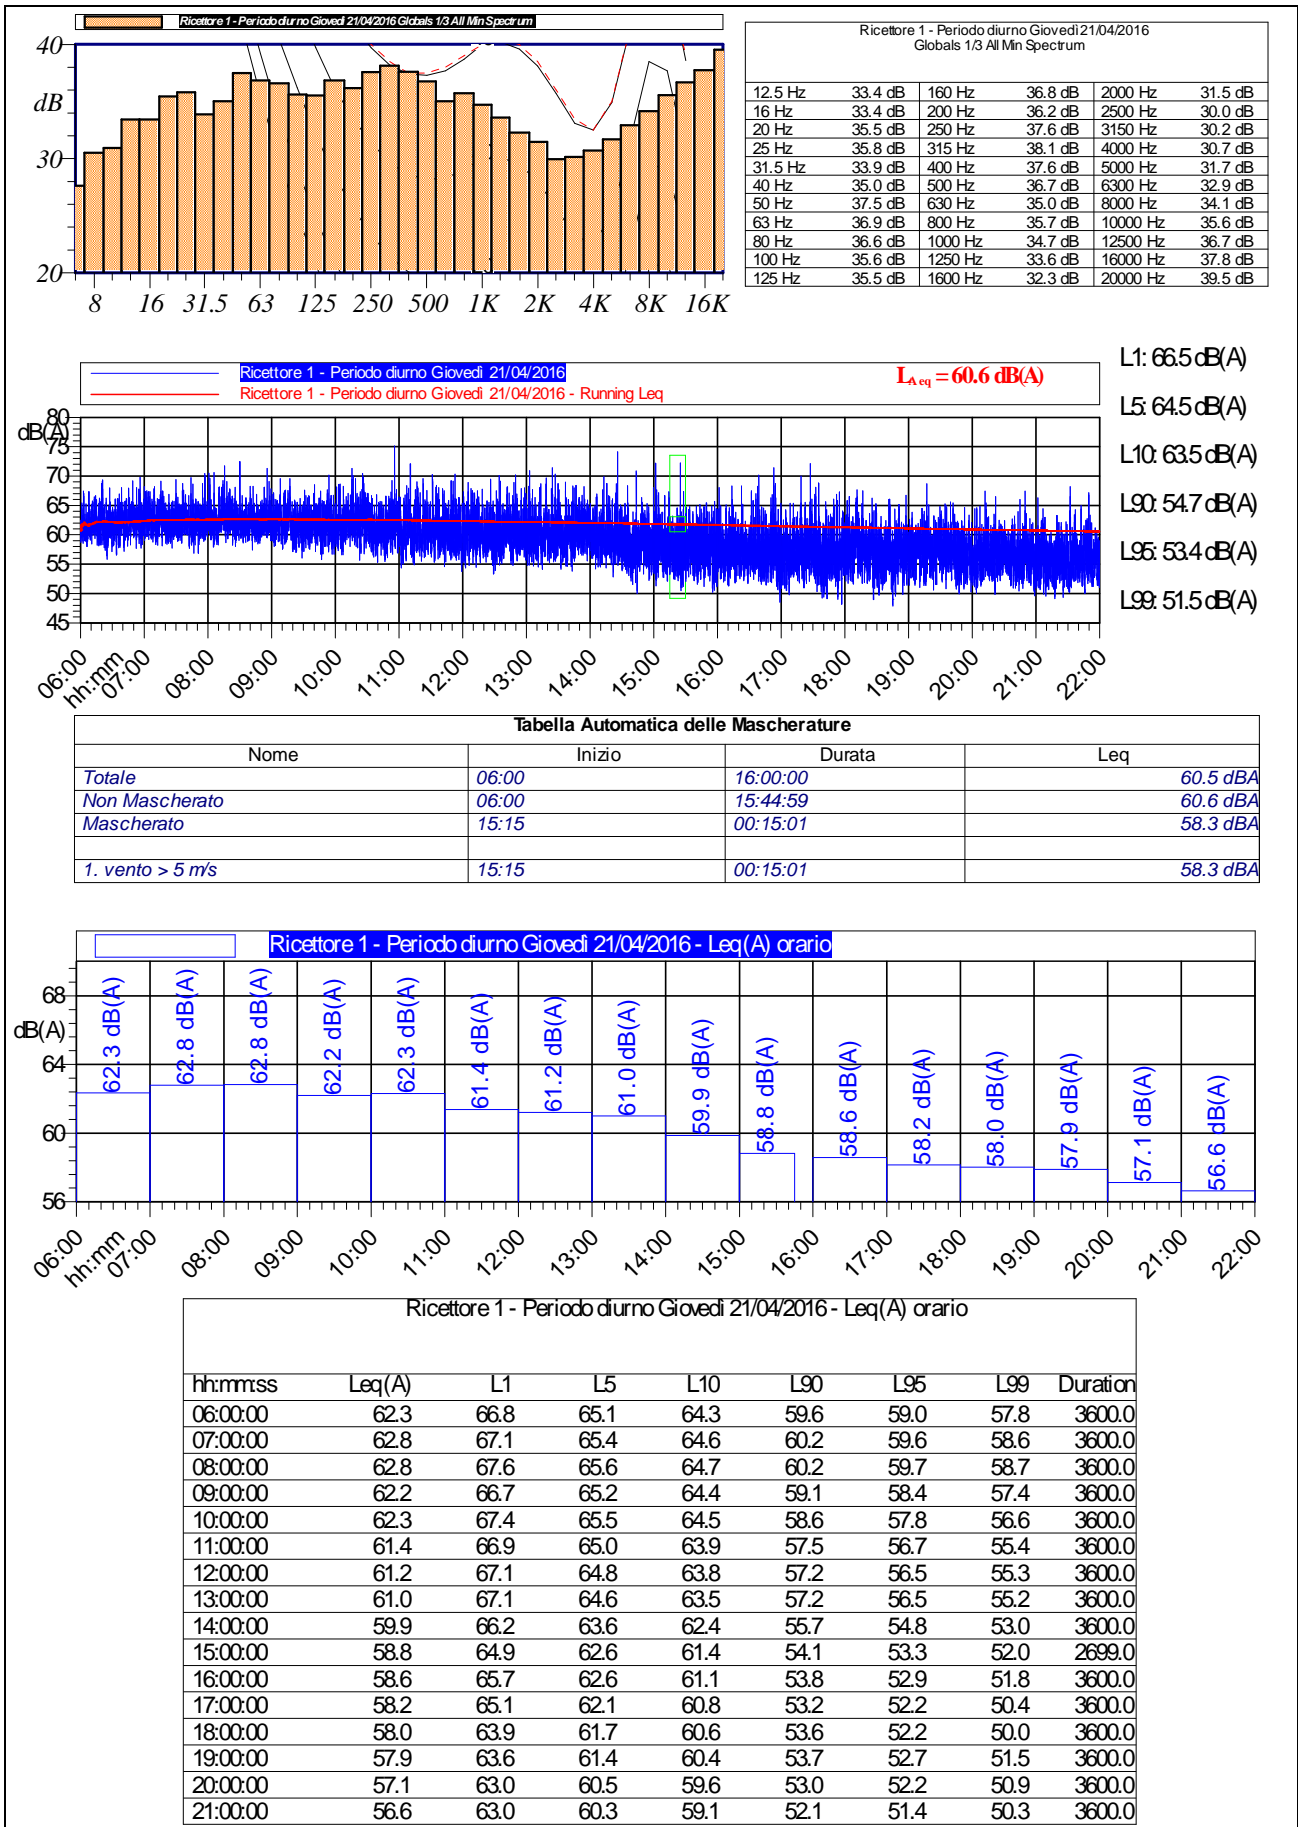 Ricettore 1 - Periodo diurno Giovedì 21/04/2016 Globals 1/3 All Min Spectrum
40
dB
30
20
8 16 31.5 63 125 250 500 1K 2K 4K 8K 16K
Ricettore 1 - Periodo diurno Giovedì 21/04/2016
Globals 1/3 All Min Spectrum
12.5 Hz 33.4 dB 160 Hz 36.8 dB 2000 Hz 31.5 dB
16 Hz 33.4 dB 200 Hz 36.2 dB 2500 Hz 30.0 dB
20 Hz 35.5 dB 250 Hz 37.6 dB 3150 Hz 30.2 dB
25 Hz 35.8 dB 315 Hz 38.1 dB 4000 Hz 30.7 dB
31.5 Hz 33.9 dB 400 Hz 37.6 dB 5000 Hz 31.7 dB
40 Hz 35.0 dB 500 Hz 36.7 dB 6300 Hz 32.9 dB
50 Hz 37.5 dB 630 Hz 35.0 dB 8000 Hz 34.1 dB
63 Hz 36.9 dB 800 Hz 35.7 dB 10000 Hz 35.6 dB
80 Hz 36.6 dB 1000 Hz 34.7 dB 12500 Hz 36.7 dB
100 Hz 35.6 dB 1250 Hz 33.6 dB 16000 Hz 37.8 dB
125 Hz 35.5 dB 1600 Hz 32.3 dB 20000 Hz 39.5 dB
Ricettore 1 - Periodo diurno Giovedì 21/04/2016
Ricettore 1 - Periodo diurno Giovedì 21/04/2016 - Running Leq
LAeq = 60.6 dB(A)
L1: 66.5 dB(A)
L5: 64.5 dB(A)
L10: 63.5 dB(A)
L90: 54.7 dB(A)
L95: 53.4 dB(A)
L99: 51.5 dB(A)
80
dB(A)
75
70
65
60
55
50
45
06:00 hh:mm 07:00 08:00 09:00 10:00 11:00 12:00 13:00 14:00 15:00 16:00 17:00 18:00 19:00 20:00 21:00 22:00
Tabella Automatica delle Mascherature
Nome Inizio Durata Leq
Totale 06:00 16:00:00 60.5 dBA
Non Mascherato 06:00 15:44:59 60.6 dBA
Mascherato 15:15 00:15:01 58.3 dBA
1. vento > 5 m/s 15:15 00:15:01 58.3 dBA
Ricettore 1 - Periodo diurno Giovedì 21/04/2016 - Leq(A) orario
68
dB(A)
64
60
56
62.3 dB(A) 62.8 dB(A) 62.8 dB(A) 62.2 dB(A) 62.3 dB(A) 61.4 dB(A) 61.2 dB(A) 61.0 dB(A) 59.9 dB(A) 58.8 dB(A) 58.6 dB(A) 58.2 dB(A) 58.0 dB(A) 57.9 dB(A) 57.1 dB(A) 56.6 dB(A)
06:00 hh:mm 07:00 08:00 09:00 10:00 11:00 12:00 13:00 14:00 15:00 16:00 17:00 18:00 19:00 20:00 21:00 22:00
Ricettore 1 - Periodo diurno Giovedì 21/04/2016 - Leq(A) orario
hh:mm:ss Leq(A) L1 L5 L10 L90 L95 L99 Duration
06:00:00 62.3 66.8 65.1 64.3 59.6 59.0 57.8 3600.0
07:00:00 62.8 67.1 65.4 64.6 60.2 59.6 58.6 3600.0
08:00:00 62.8 67.6 65.6 64.7 60.2 59.7 58.7 3600.0
09:00:00 62.2 66.7 65.2 64.4 59.1 58.4 57.4 3600.0
10:00:00 62.3 67.4 65.5 64.5 58.6 57.8 56.6 3600.0
11:00:00 61.4 66.9 65.0 63.9 57.5 56.7 55.4 3600.0
12:00:00 61.2 67.1 64.8 63.8 57.2 56.5 55.3 3600.0
13:00:00 61.0 67.1 64.6 63.5 57.2 56.5 55.2 3600.0
14:00:00 59.9 66.2 63.6 62.4 55.7 54.8 53.0 3600.0
15:00:00 58.8 64.9 62.6 61.4 54.1 53.3 52.0 2699.0
16:00:00 58.6 65.7 62.6 61.1 53.8 52.9 51.8 3600.0
17:00:00 58.2 65.1 62.1 60.8 53.2 52.2 50.4 3600.0
18:00:00 58.0 63.9 61.7 60.6 53.6 52.2 50.0 3600.0
19:00:00 57.9 63.6 61.4 60.4 53.7 52.7 51.5 3600.0
20:00:00 57.1 63.0 60.5 59.6 53.0 52.2 50.9 3600.0
21:00:00 56.6 63.0 60.3 59.1 52.1 51.4 50.3 3600.0